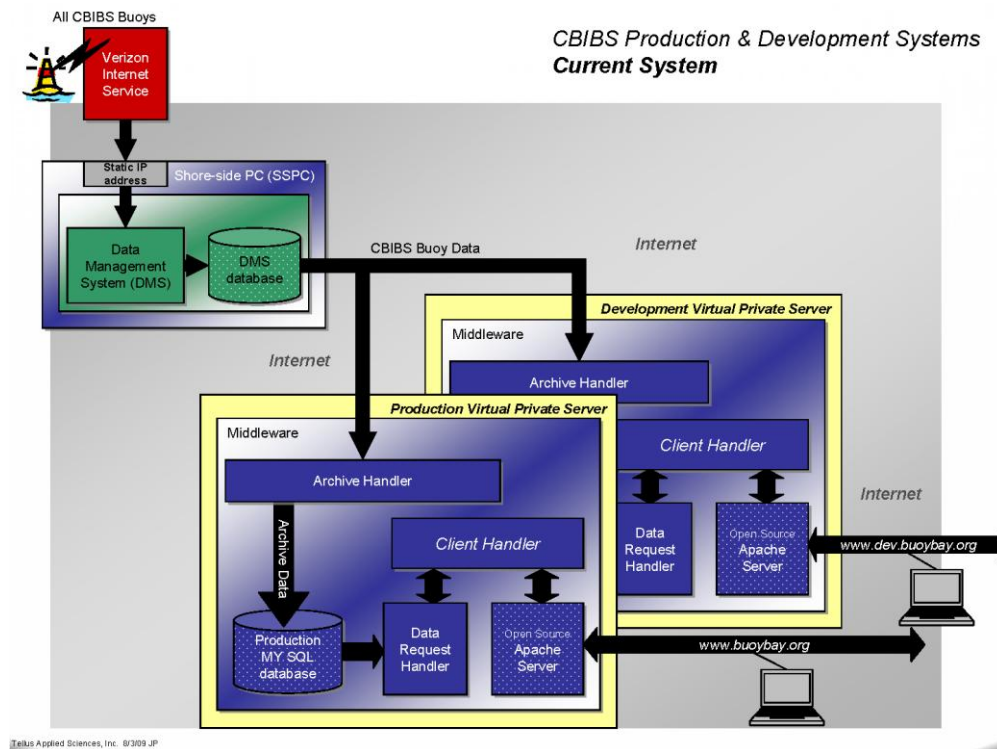 All CBIBS Buoys
CBIBS Production & Development Systems
Current System
Verizon
Internet
Service
Static IP
address
Shore-side PC (SSPC)
Data
Management
System (DMS)
DMS
database
CBIBS Buoy Data
Internet
Internet
Development Virtual Private Server
Middleware
Archive Handler
Client Handler
Data
Request
Handler
Open Source
Apache
Server
Internet
www.dev.buoybay.org
Production Virtual Private Server
Middleware
Archive Handler
Archive Data
Client Handler
Production
MY SQL
database
Data
Request
Handler
Open Source
Apache
Server
www.buoybay.org
Tellus Applied Sciences, Inc. 8/3/09 JP